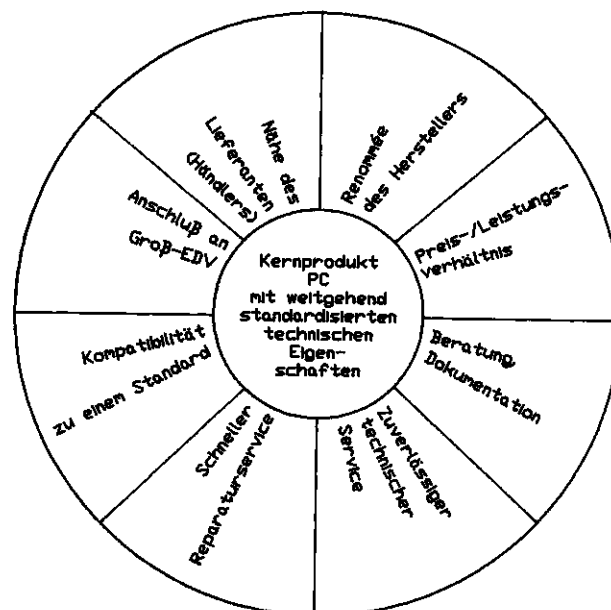 Nähe des
Lieferanten
(Händlers)
Renommée
des Herstellers
Preis-/Leistungs-
verhältnis
Beratung,
Dokumentation
Zuverlässiger
technischer
Service
Schneller
Reparaturservice
Kompatibilität
zu einem Standard
Anschluß an
Groß-EDV
Kernprodukt
PC
mit weitgehend
standardisierten
technischen
Eigen-
schaften